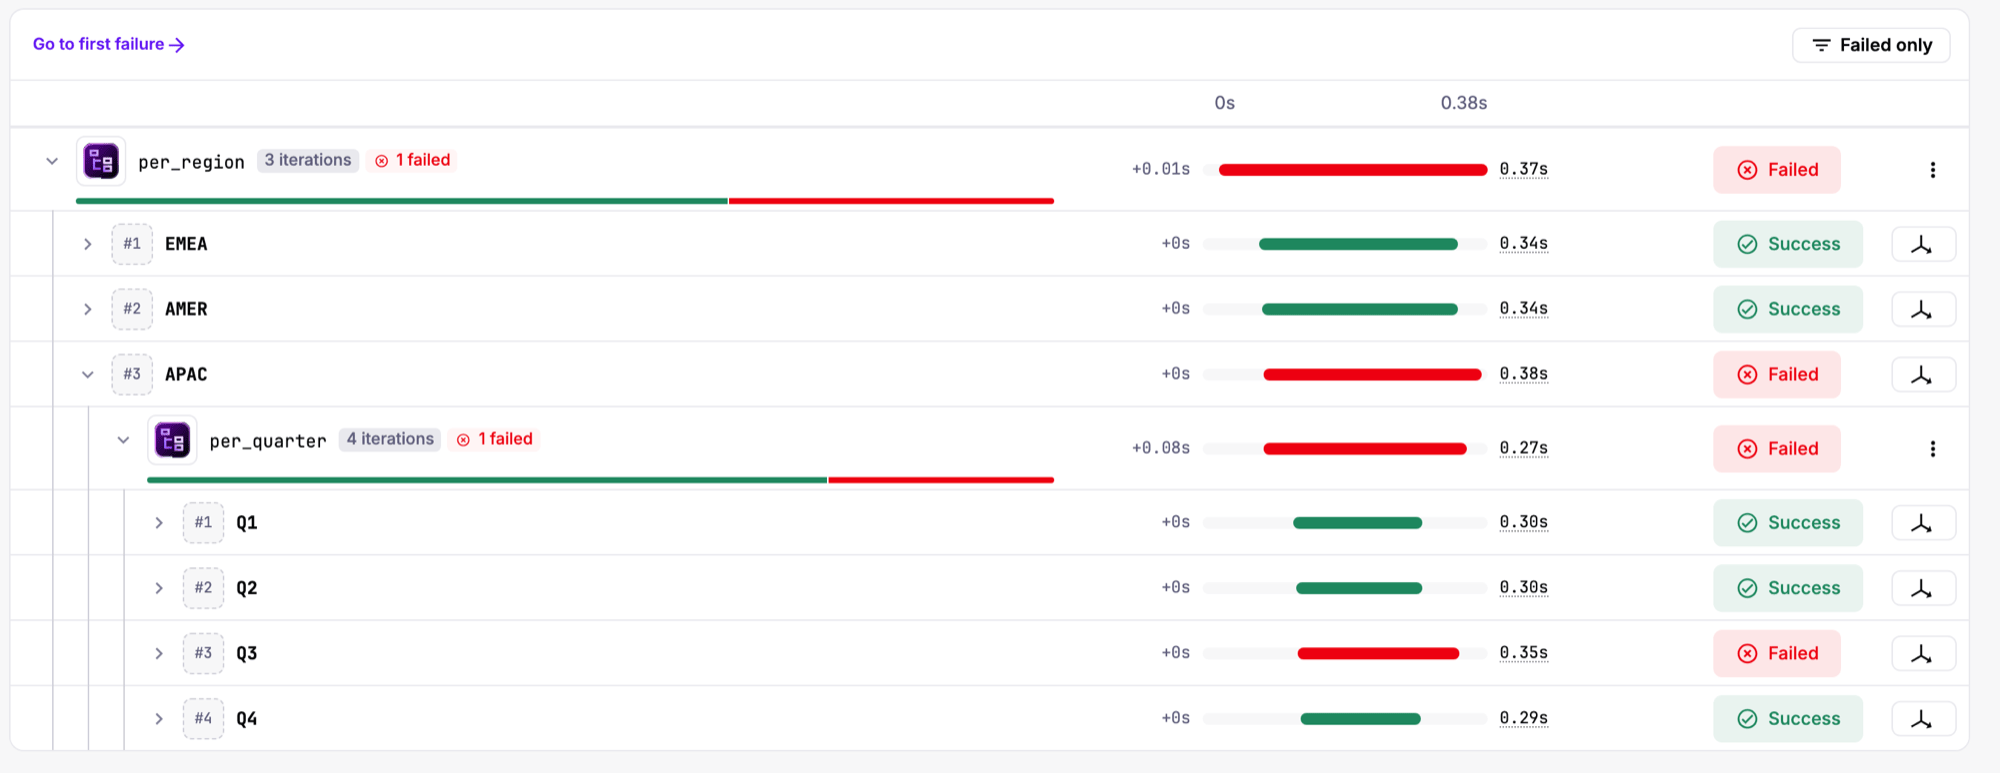 Go to first failure →
Failed only
0s 0.38s
per_region 3 iterations 1 failed +0.01s 0.37s Failed
#1 EMEA +0s 0.34s Success
#2 AMER +0s 0.34s Success
#3 APAC +0s 0.38s Failed
per_quarter 4 iterations 1 failed +0.08s 0.27s Failed
#1 Q1 +0s 0.30s Success
#2 Q2 +0s 0.30s Success
#3 Q3 +0s 0.35s Failed
#4 Q4 +0s 0.29s Success